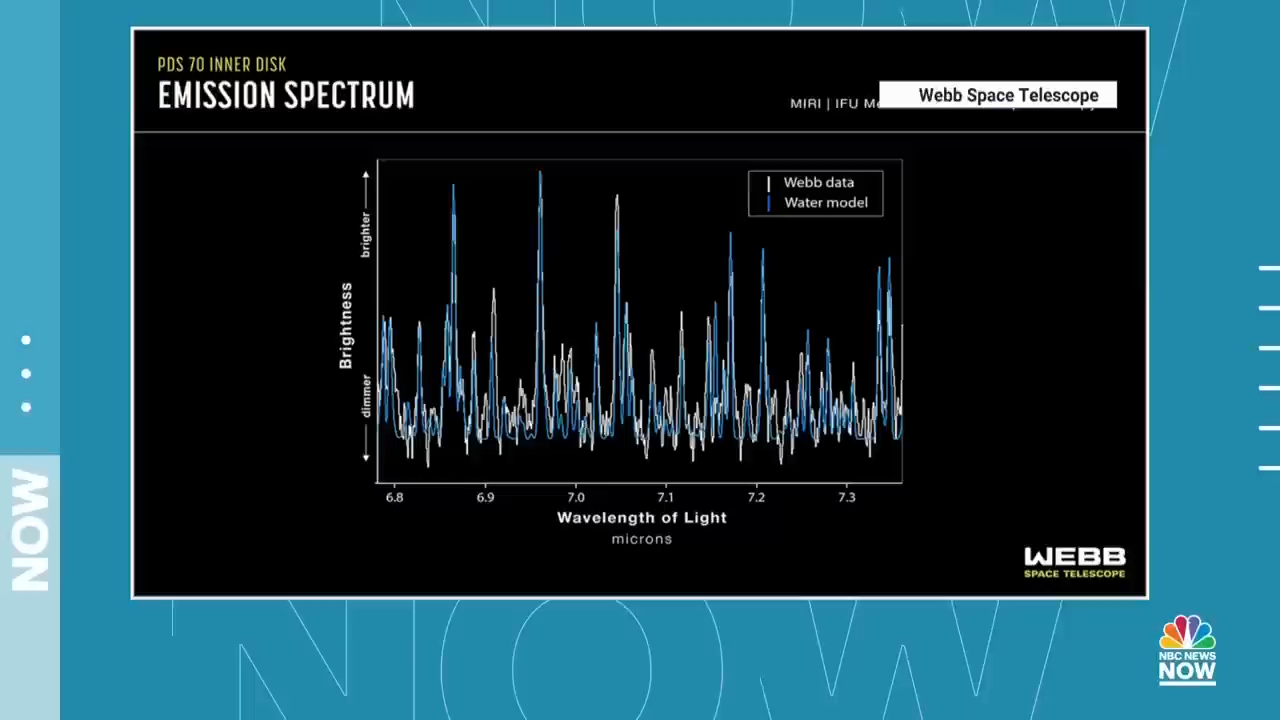 PDS 70 INNER DISK
EMISSION SPECTRUM
MIRI | IFU
Webb Space Telescope
Webb data
Water model
brighter
Brightness
dimmer
6.8 6.9 7.0 7.1 7.2 7.3
Wavelength of Light
microns
WEBB
SPACE TELESCOPE
NOW
NOW
NBC NEWS
NOW